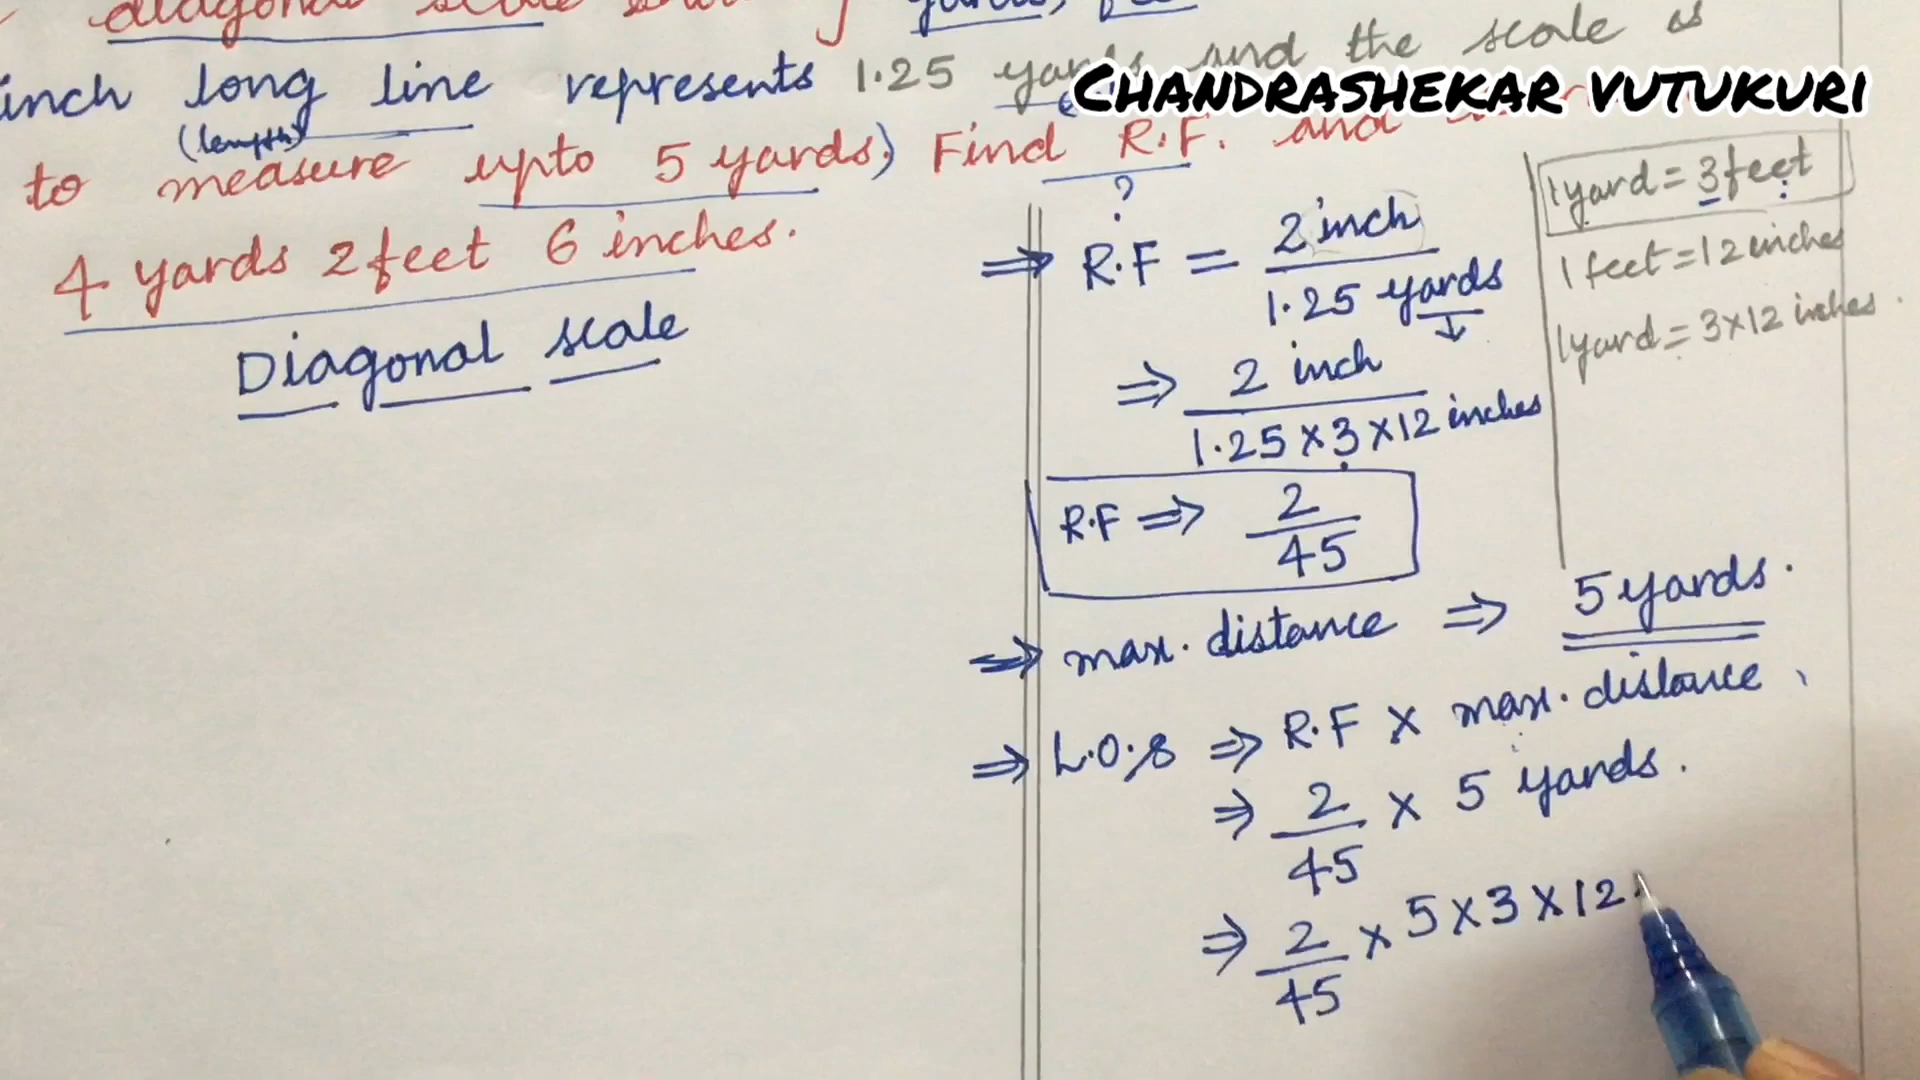 diagonal scale
inch long line represents 1.25 yards and the scale is
CHANDRASHEKAR VUTUKURI
(length)
to measure upto 5 yards.) Find R.F. and
?
4 yards 2 feet 6 inches.
Diagonal scale
1 yard = 3 feet
1 feet = 12 inches
1 yard = 3 × 12 inches.
⇒ R.F = 2 inch
1.25 yards
↓
⇒ 2 inch
1.25 × 3 × 12 inches
R.F ⇒ 2
45
⇒ max. distance ⇒ 5 yards.
⇒ L.O.S ⇒ R.F × max. distance
⇒ 2 × 5 yards.
45
⇒ 2 × 5 × 3 × 12
45